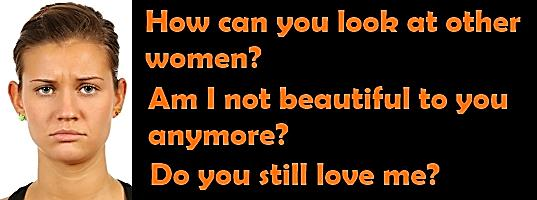 How can you look at other
women?
Am I not beautiful to you
anymore?
Do you still love me?